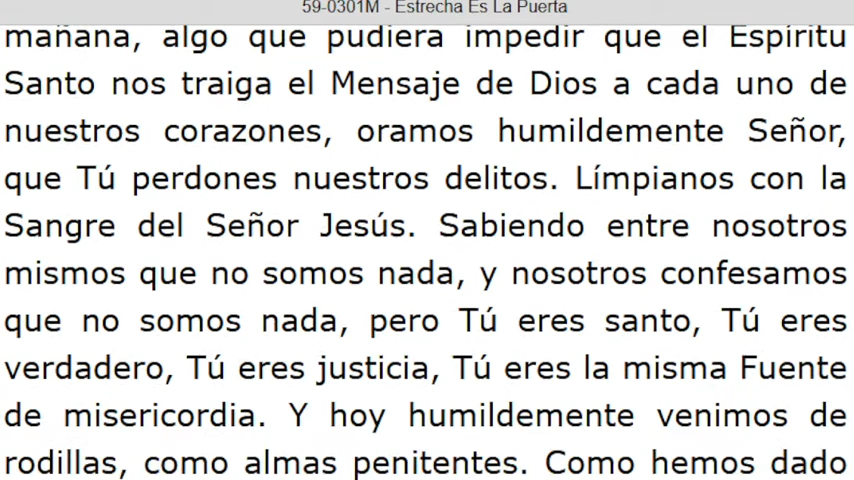 59-0301M - Estrecha Es La Puerta
mañana, algo que pudiera impedir que el Espíritu
Santo nos traiga el Mensaje de Dios a cada uno de
nuestros corazones, oramos humildemente Señor,
que Tú perdones nuestros delitos. Límpianos con la
Sangre del Señor Jesús. Sabiendo entre nosotros
mismos que no somos nada, y nosotros confesamos
que no somos nada, pero Tú eres santo, Tú eres
verdadero, Tú eres justicia, Tú eres la misma Fuente
de misericordia. Y hoy humildemente venimos de
rodillas, como almas penitentes. Como hemos dado